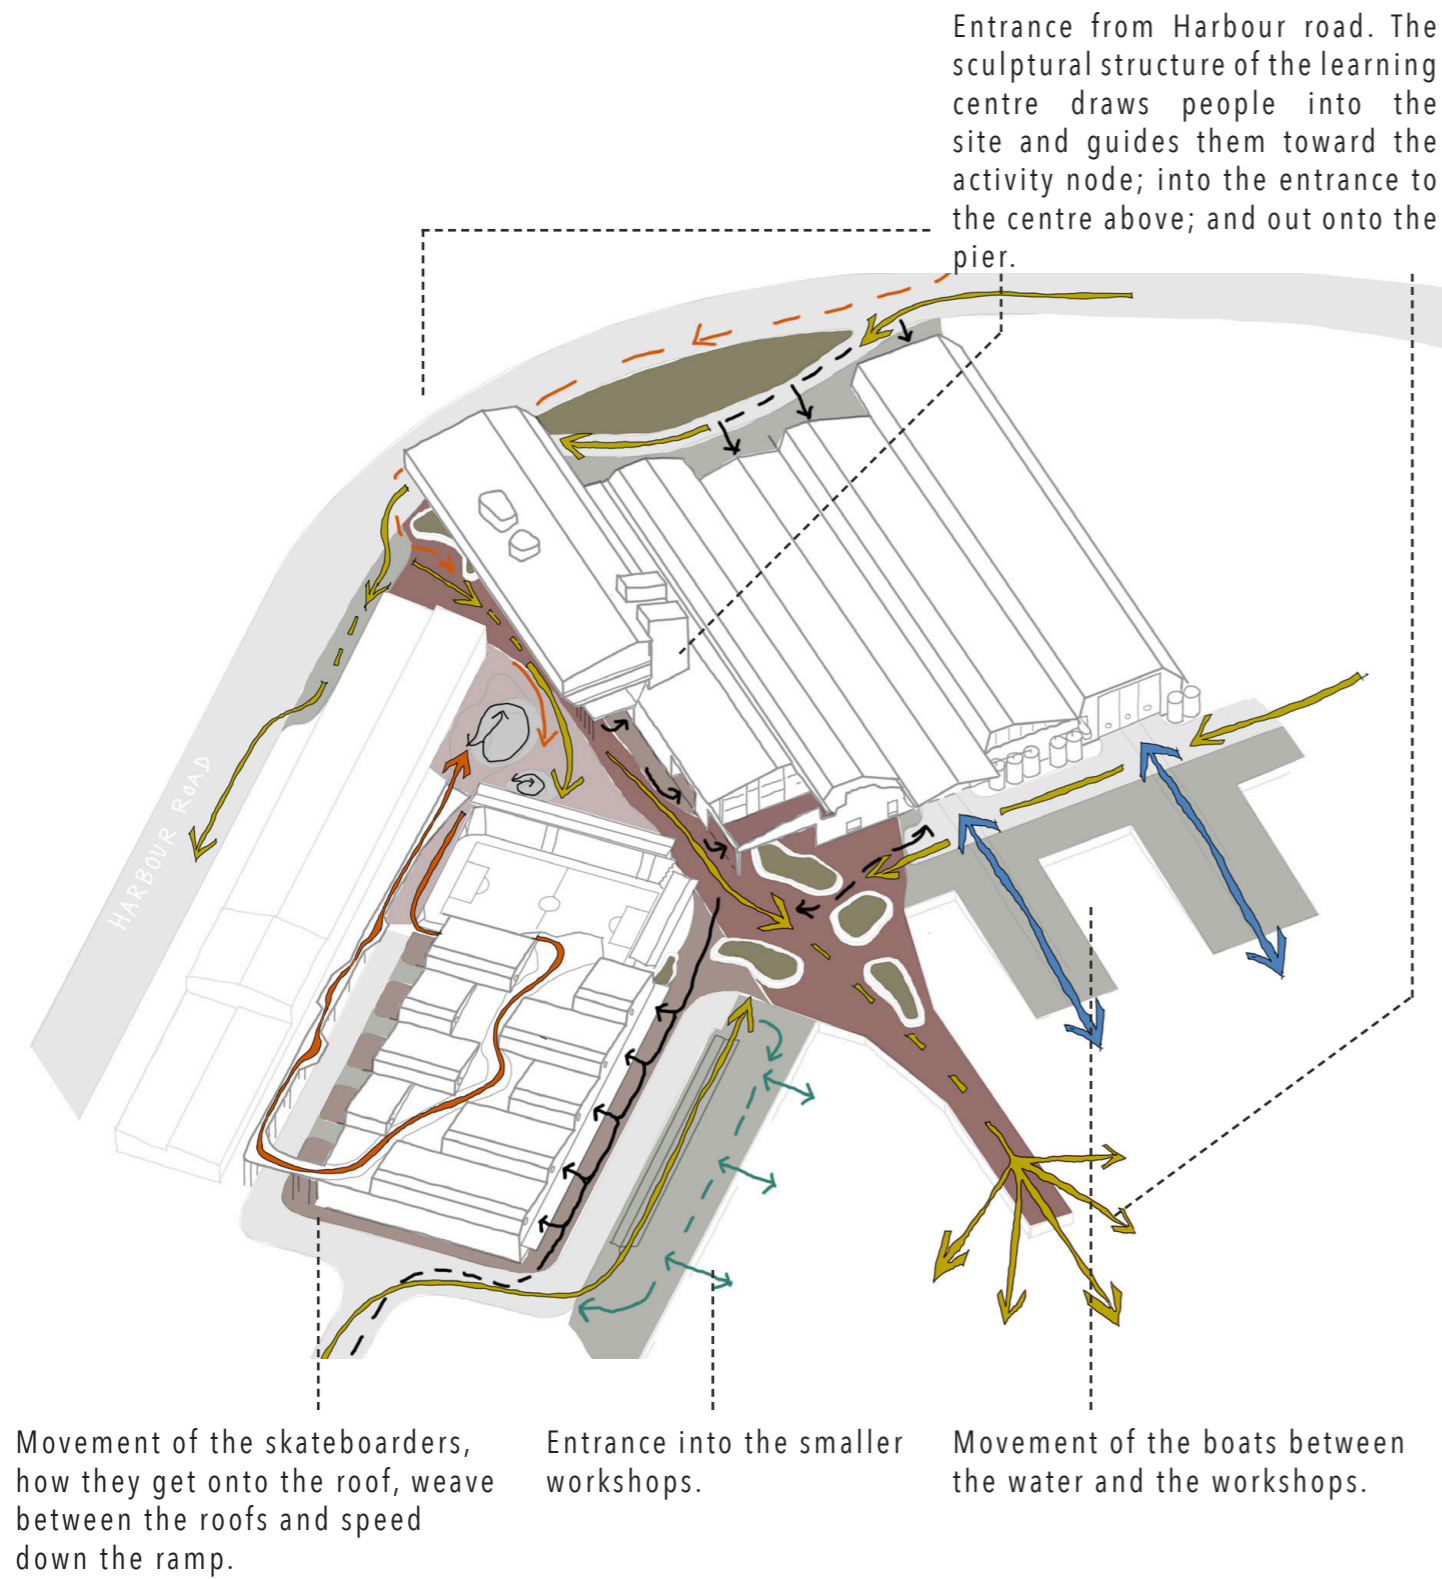 Entrance from Harbour road. The
sculptural structure of the learning
centre draws people into the
site and guides them toward the
activity node; into the entrance to
the centre above; and out onto the
pier.
HARBOUR ROAD
Movement of the skateboarders,
how they get onto the roof, weave
between the roofs and speed
down the ramp.
Entrance into the smaller
workshops.
Movement of the boats between
the water and the workshops.